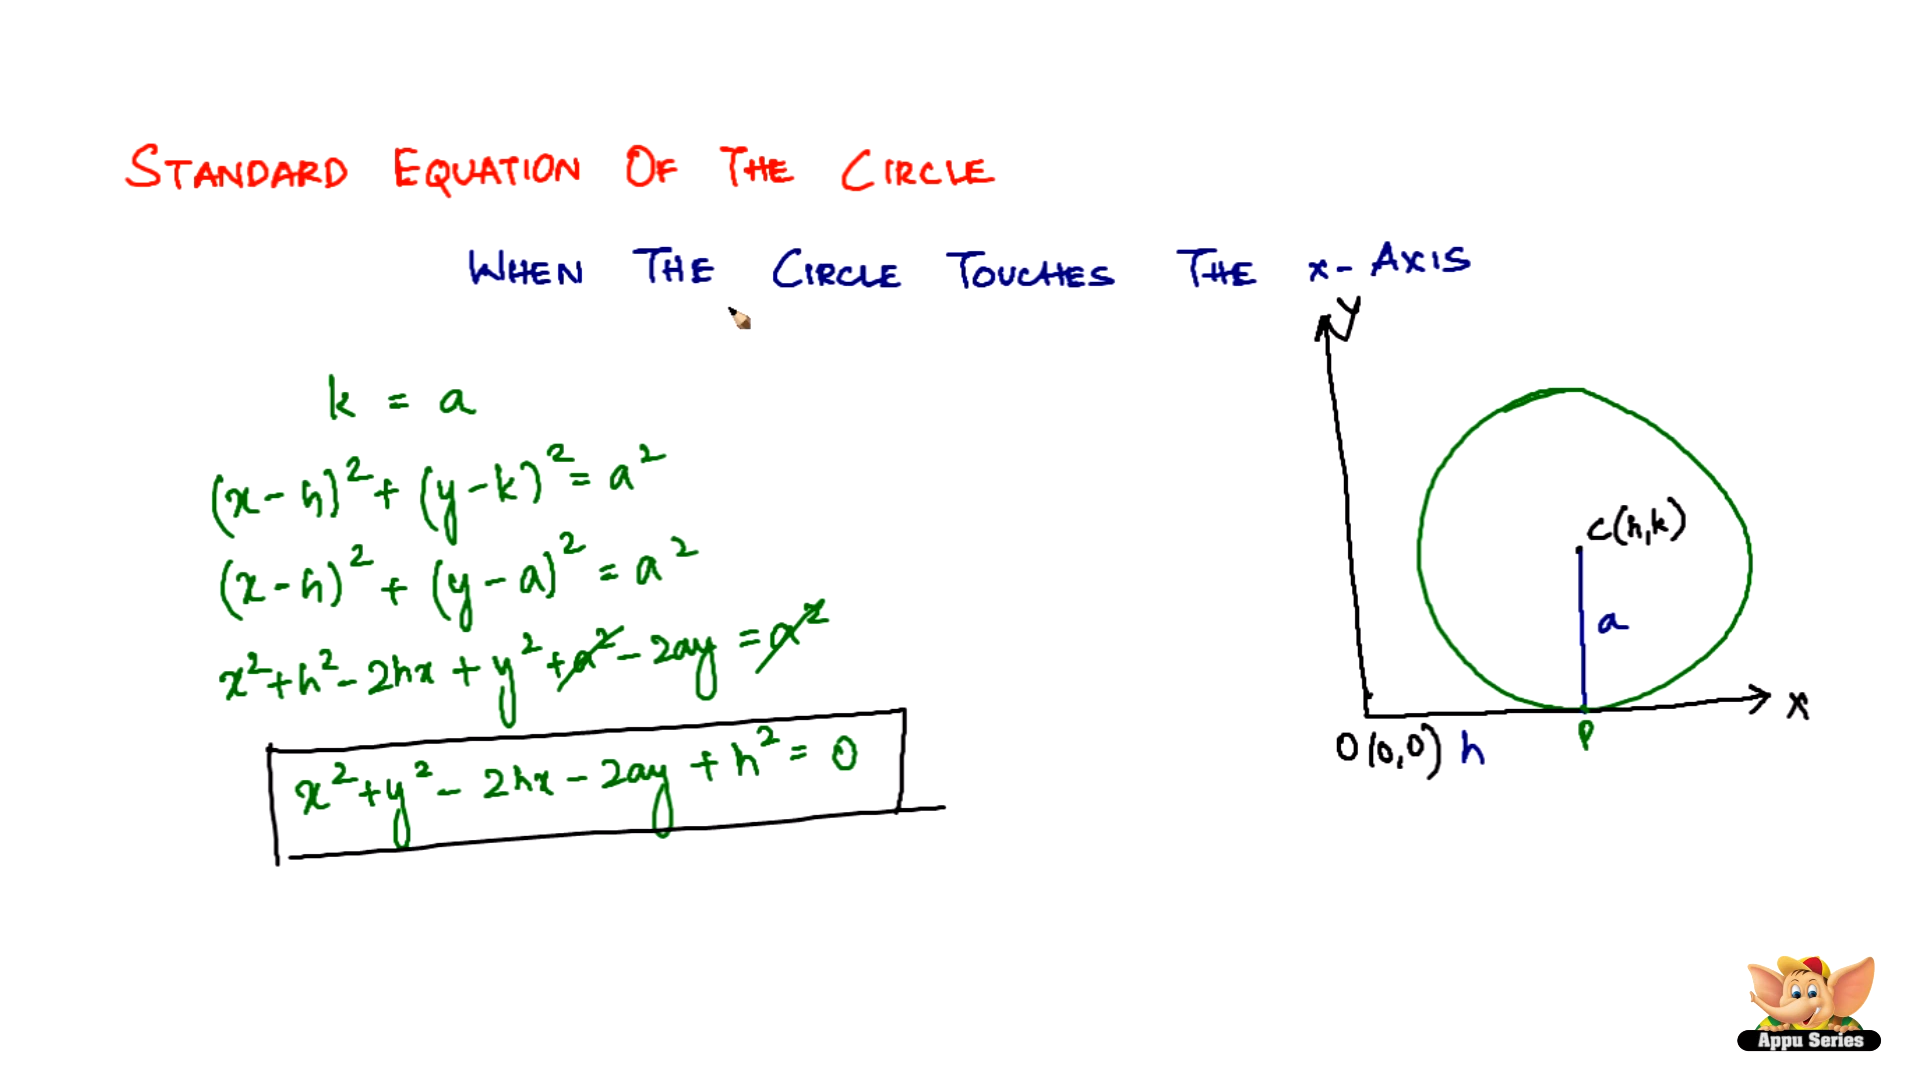 STANDARD EQUATION OF THE CIRCLE
WHEN THE CIRCLE TOUCHES THE x-AXIS
k = a
(x-h)² + (y-k)² = a²
(x-h)² + (y-a)² = a²
x² + h² - 2hx + y² + a² - 2ay = a²
x² + y² - 2hx - 2ay + h² = 0
y
C(h,k)
a
x
O(0,0) h
P
Appu Series